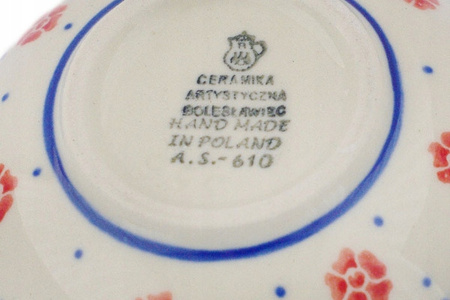 CERAMIKA
ARTYSTYCZNA
BOLESŁAWIEC
HAND MADE
IN POLAND
A.S.-610